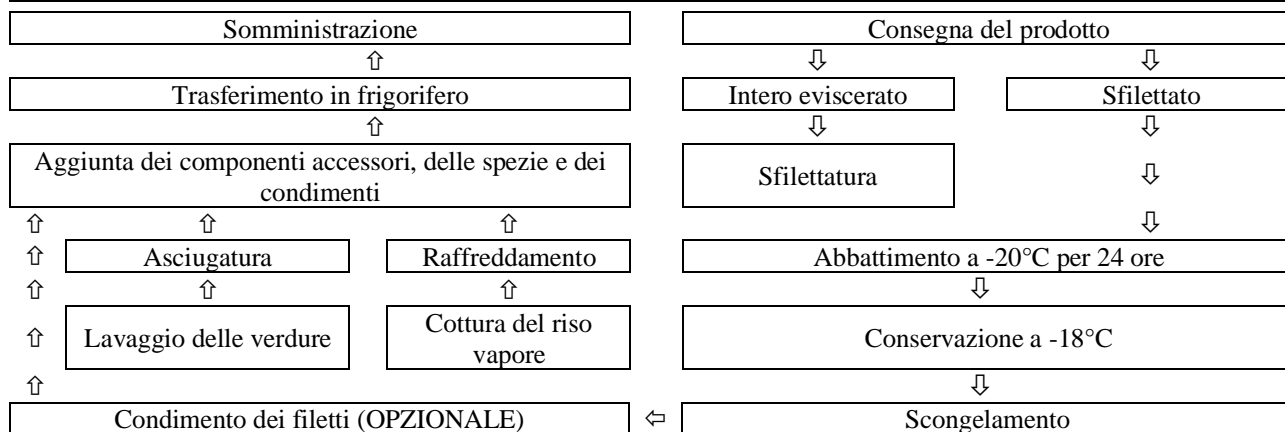 Somministrazione
Consegna del prodotto
⇧
⇩
⇩
Trasferimento in frigorifero
Intero eviscerato
Sfilettato
⇧
⇩
⇩
Aggiunta dei componenti accessori, delle spezie e dei
condimenti
Sfilettatura
⇩
⇧
⇧
⇧
⇩
⇧
Asciugatura
Raffreddamento
Abbattimento a -20°C per 24 ore
⇧
⇧
⇧
⇩
⇧
Lavaggio delle verdure
Cottura del riso
vapore
Conservazione a -18°C
⇧
⇩
Condimento dei filetti (OPZIONALE)
⇦
Scongelamento